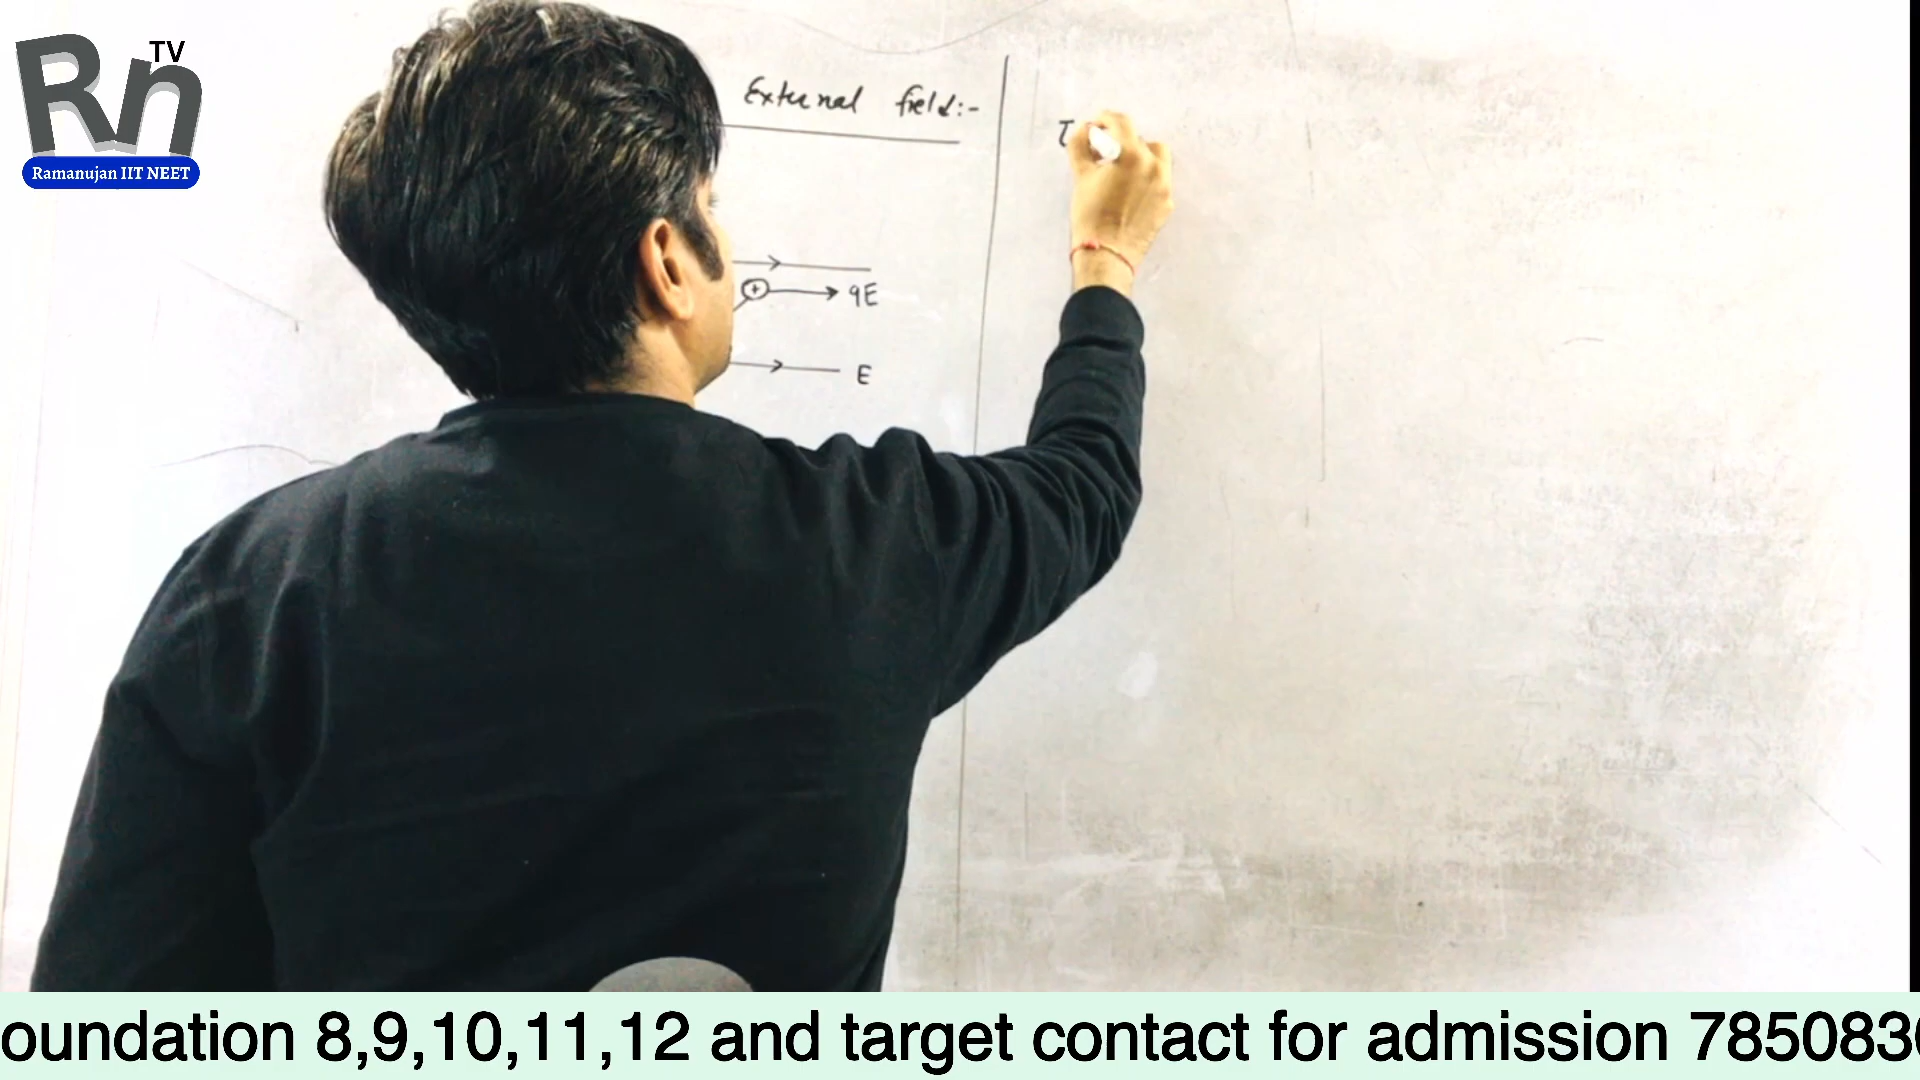 Rn TV
Ramanujan IIT NEET
External field:-
τ
+
qE
E
oundation 8,9,10,11,12 and target contact for admission 785083